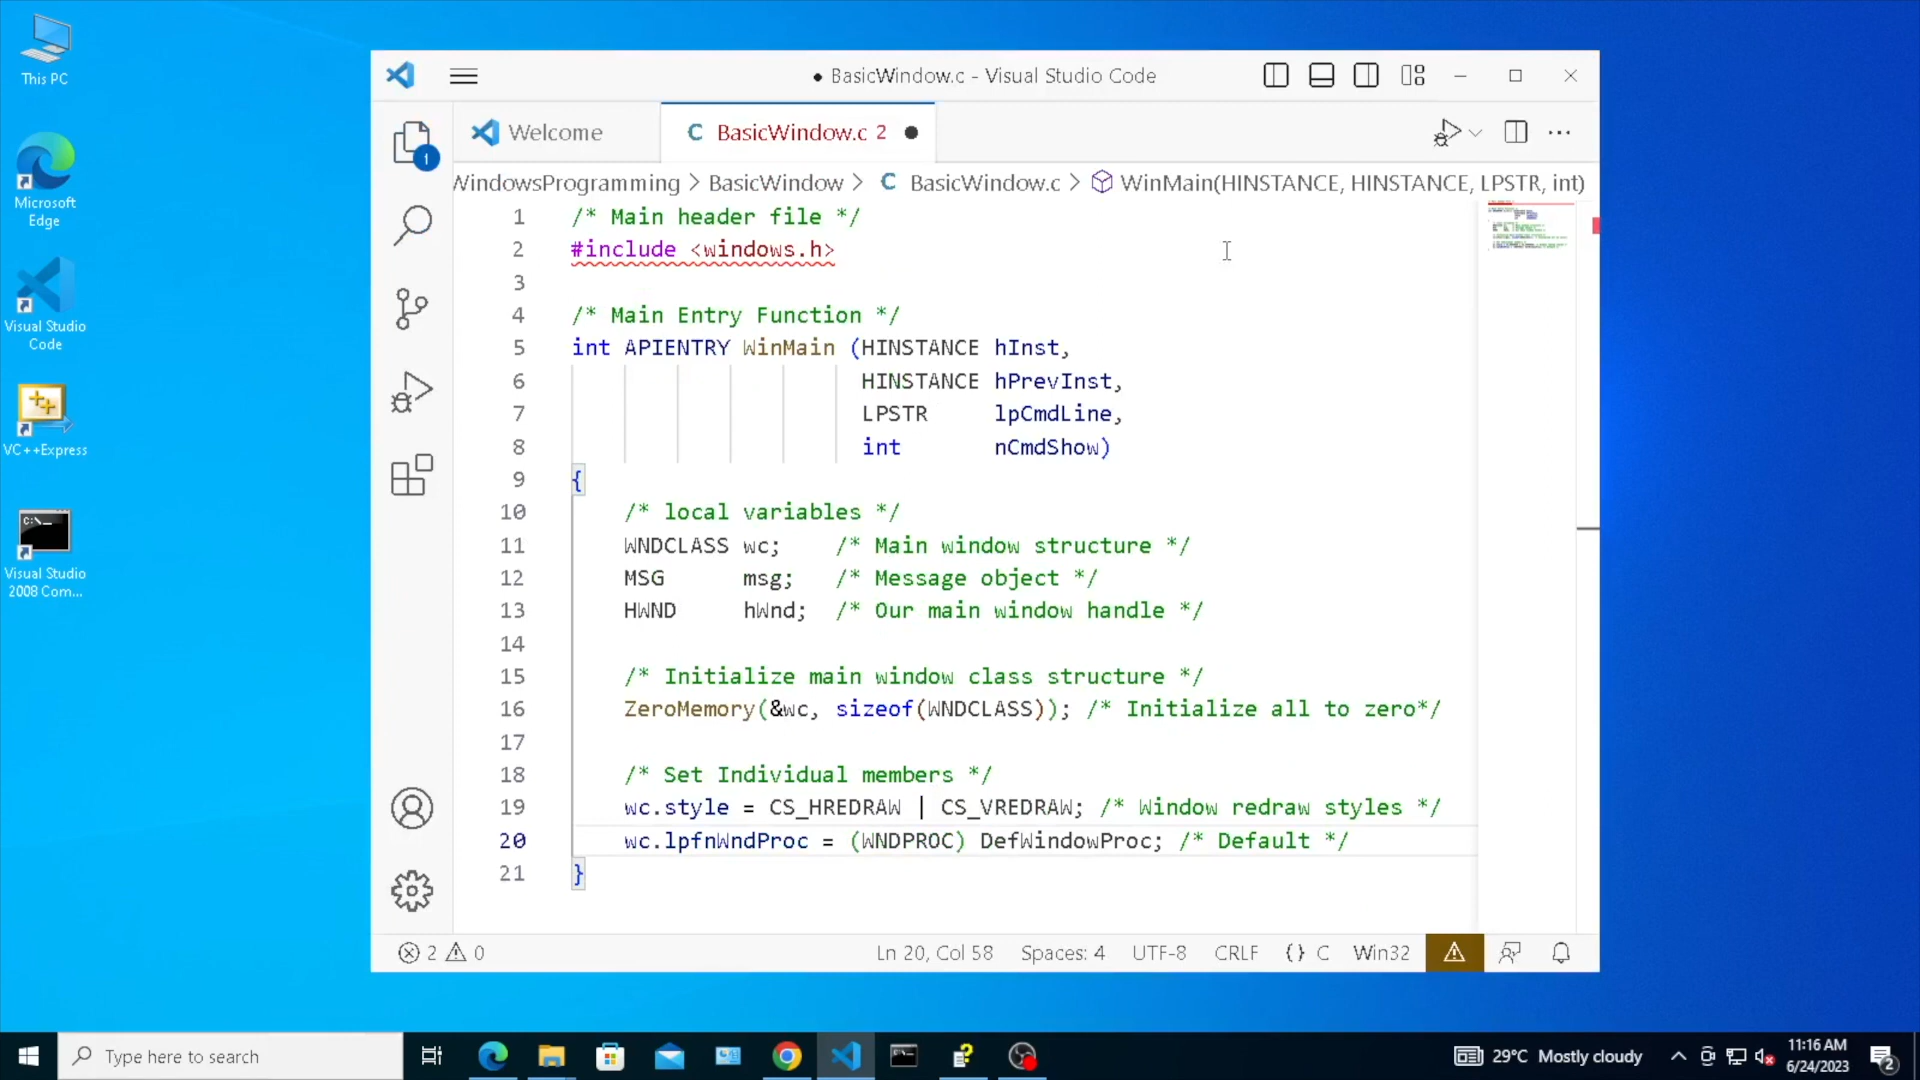 This PC
Microsoft
Edge
Visual Studio
Code
VC++Express
C:\_
Visual Studio
2008 Com...
● BasicWindow.c - Visual Studio Code
Welcome
C BasicWindow.c 2 ●
WindowsProgramming > BasicWindow > C BasicWindow.c > WinMain(HINSTANCE, HINSTANCE, LPSTR, int)
1
1 /* Main header file */
2 #include <windows.h>
3
4 /* Main Entry Function */
5 int APIENTRY WinMain (HINSTANCE hInst,
6 HINSTANCE hPrevInst,
7 LPSTR lpCmdLine,
8 int nCmdShow)
9 {
10 /* local variables */
11 WNDCLASS wc; /* Main window structure */
12 MSG msg; /* Message object */
13 HWND hWnd; /* Our main window handle */
14
15 /* Initialize main window class structure */
16 ZeroMemory(&wc, sizeof(WNDCLASS)); /* Initialize all to zero*/
17
18 /* Set Individual members */
19 wc.style = CS_HREDRAW | CS_VREDRAW; /* Window redraw styles */
20 wc.lpfnWndProc = (WNDPROC) DefWindowProc; /* Default */
21 }
2 0 Ln 20, Col 58 Spaces: 4 UTF-8 CRLF {} C Win32
Type here to search
29°C Mostly cloudy
11:16 AM
6/24/2023
2